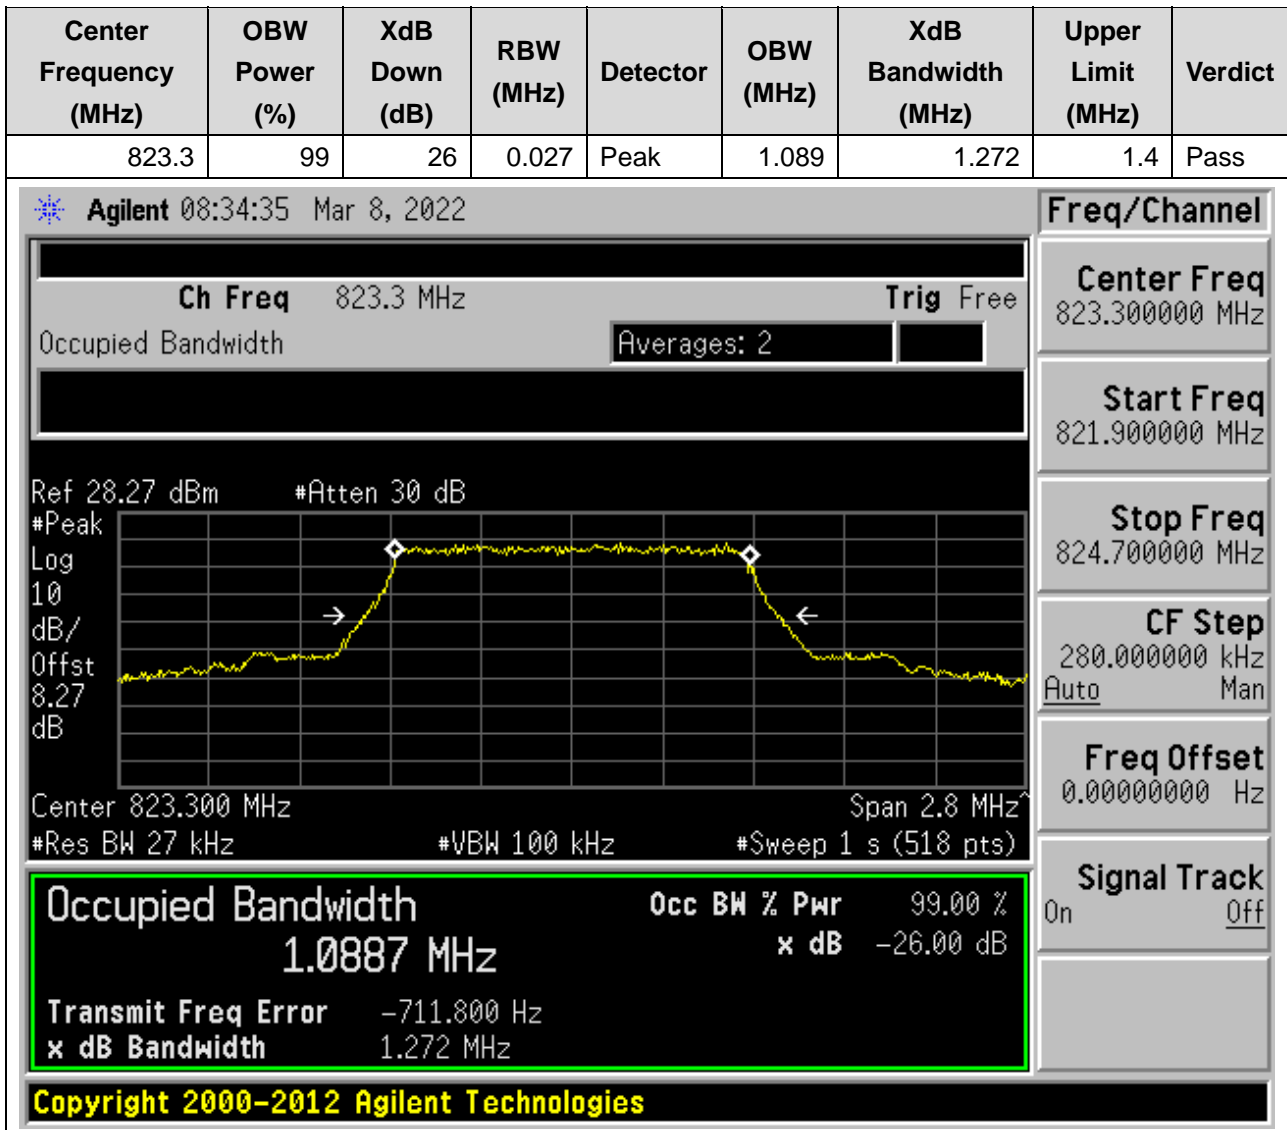 Center Frequency (MHz) OBW Power (%) XdB Down (dB) RBW (MHz) Detector OBW (MHz) XdB Bandwidth (MHz) Upper Limit (MHz) Verdict
823.3 99 26 0.027 Peak 1.089 1.272 1.4 Pass
Agilent 08:34:35 Mar 8, 2022
Freq/Channel
Ch Freq 823.3 MHz Trig Free
Occupied Bandwidth Averages: 2
Center Freq
823.300000 MHz
Start Freq
821.900000 MHz
Stop Freq
824.700000 MHz
CF Step
280.000000 kHz
Auto Man
Freq Offset
0.00000000 Hz
Signal Track
On Off
Ref 28.27 dBm #Atten 30 dB
#Peak
Log
10
dB/
Offst
8.27
dB
Center 823.300 MHz Span 2.8 MHz^
#Res BW 27 kHz #VBW 100 kHz #Sweep 1 s (518 pts)
Occupied Bandwidth Occ BW % Pwr 99.00 %
1.0887 MHz x dB -26.00 dB
Transmit Freq Error -711.800 Hz
x dB Bandwidth 1.272 MHz
Copyright 2000-2012 Agilent Technologies